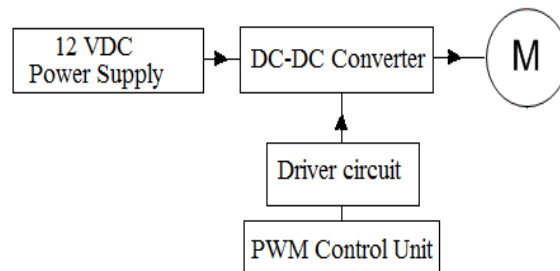 12 VDC
Power Supply
DC-DC Converter
M
Driver circuit
PWM Control Unit